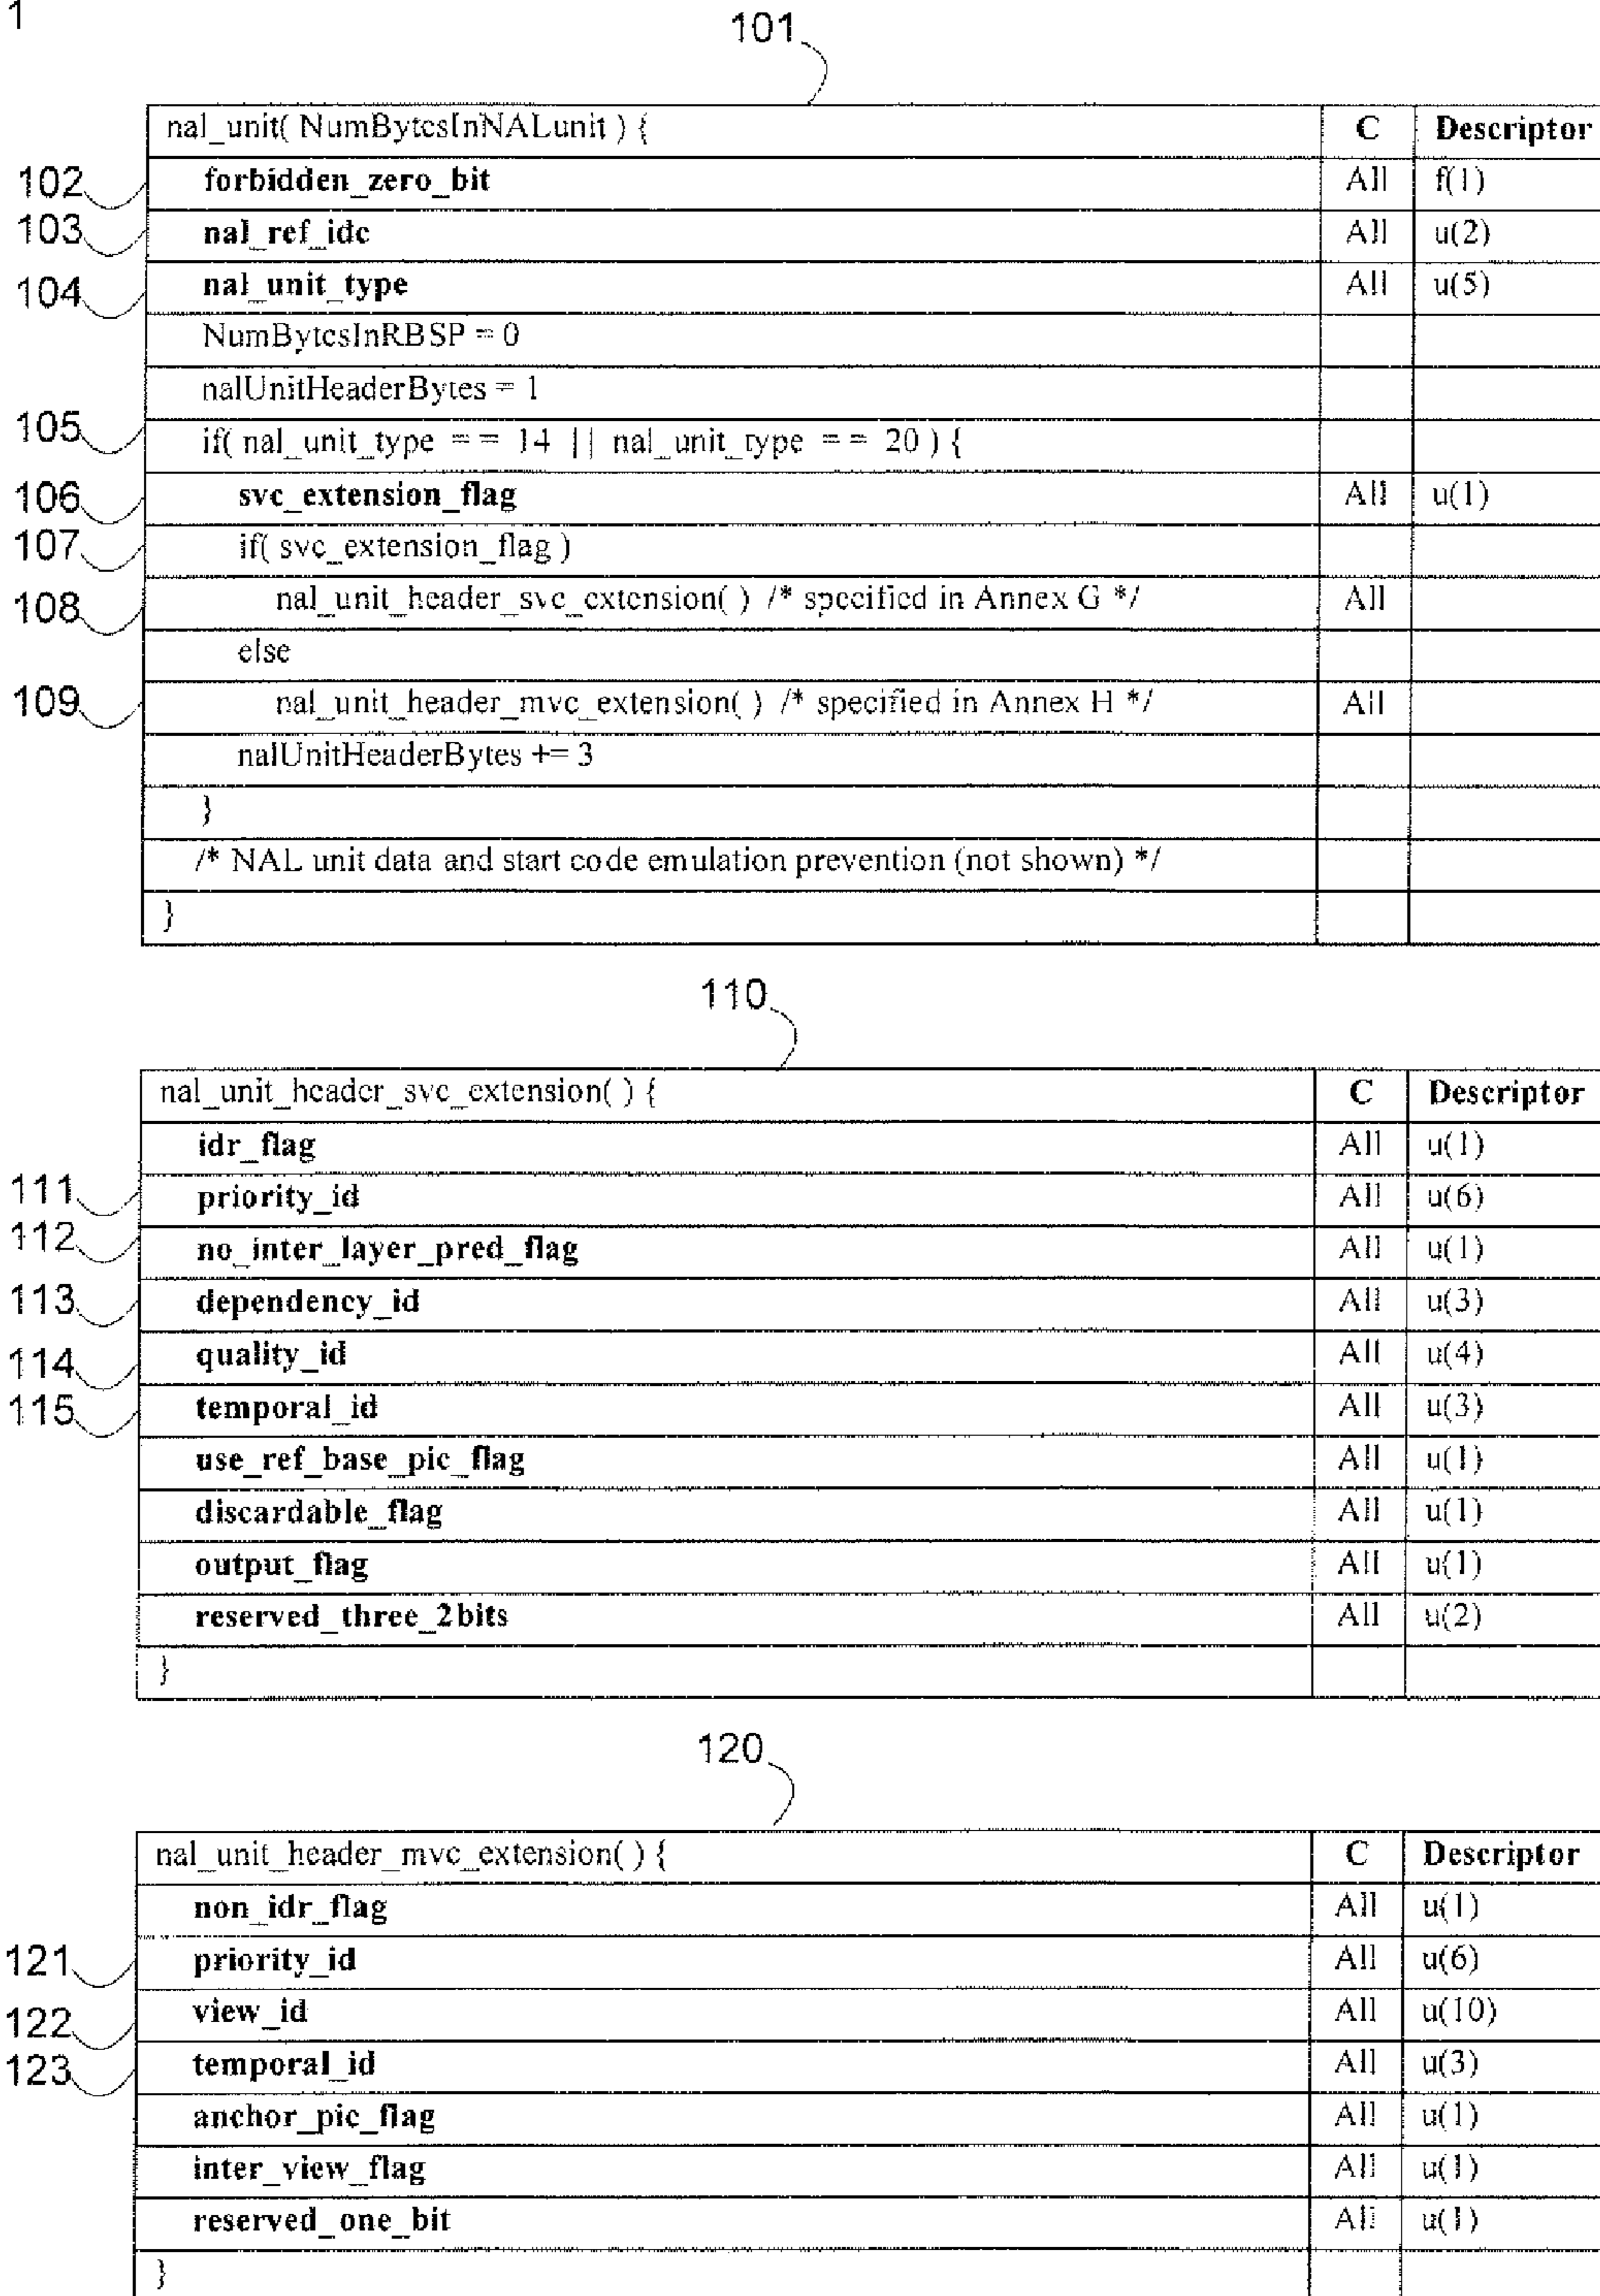 1
101
nal_unit( NumBytesInNALunit ) { C Descriptor
102 forbidden_zero_bit All f(1)
103 nal_ref_idc All u(2)
104 nal_unit_type All u(5)
NumBytesInRBSP = 0
nalUnitHeaderBytes = 1
105 if( nal_unit_type = = 14 || nal_unit_type = = 20 ) {
106 svc_extension_flag All u(1)
107 if( svc_extension_flag )
108 nal_unit_header_svc_extension( ) /* specified in Annex G */ All
else
109 nal_unit_header_mvc_extension( ) /* specified in Annex H */ All
nalUnitHeaderBytes += 3
}
/* NAL unit data and start code emulation prevention (not shown) */
}
110
nal_unit_header_svc_extension( ) { C Descriptor
idr_flag All u(1)
111 priority_id All u(6)
112 no_inter_layer_pred_flag All u(1)
113 dependency_id All u(3)
114 quality_id All u(4)
115 temporal_id All u(3)
use_ref_base_pic_flag All u(1)
discardable_flag All u(1)
output_flag All u(1)
reserved_three_2bits All u(2)
}
120
nal_unit_header_mvc_extension( ) { C Descriptor
non_idr_flag All u(1)
121 priority_id All u(6)
122 view_id All u(10)
123 temporal_id All u(3)
anchor_pic_flag All u(1)
inter_view_flag All u(1)
reserved_one_bit All u(1)
}